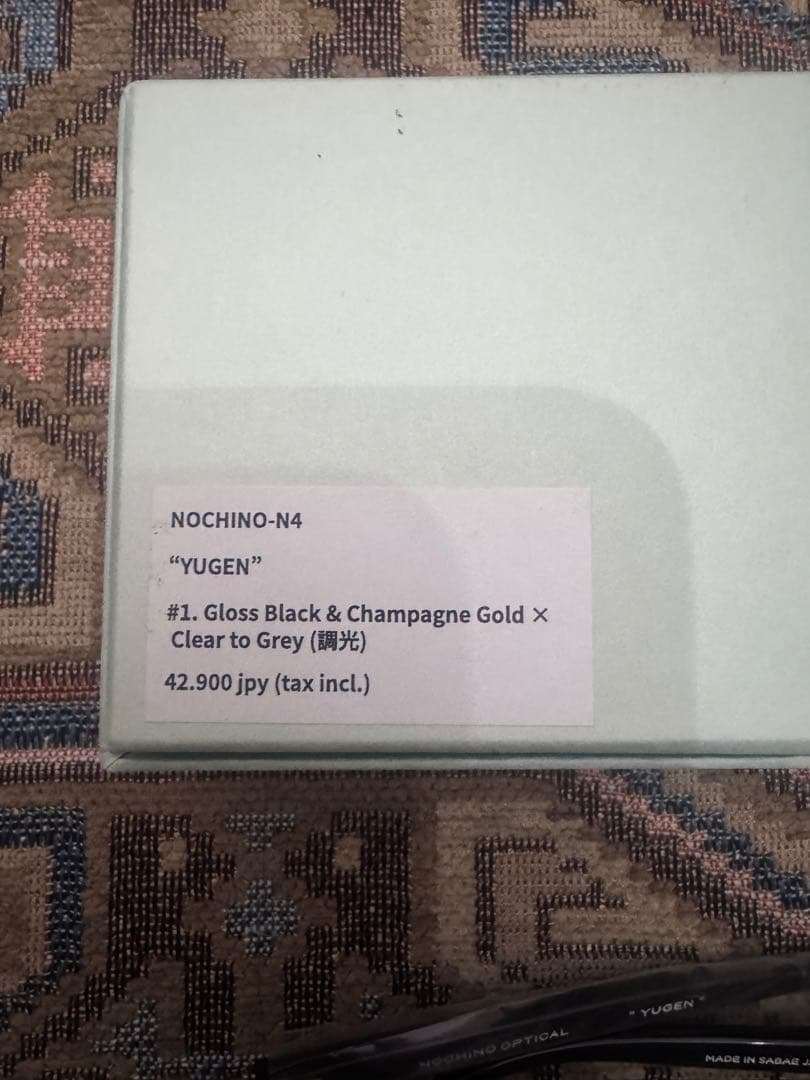 NOCHINO-N4
“YUGEN”
#1. Gloss Black & Champagne Gold ×
Clear to Grey (調光)
42.900 jpy (tax incl.)
" YUGEN "
NOCHINO OPTICAL
MADE IN SABAE